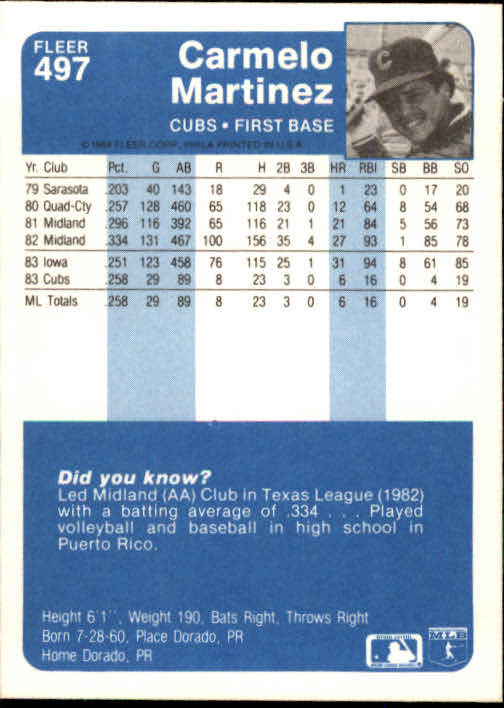 FLEER
497
Carmelo
Martinez
CUBS • FIRST BASE
© 1984 FLEER CORP. PHILA PRINTED IN U.S.A.
Yr. Club Pct. G AB R H 2B 3B HR RBI SB BB SO
79 Sarasota .203 40 143 18 29 4 0 1 23 0 17 20
80 Quad-Cty .257 128 460 65 118 23 0 12 64 8 54 68
81 Midland .296 116 392 65 116 21 1 21 84 5 56 73
82 Midland .334 131 467 100 156 35 4 27 93 1 85 78
83 Iowa .251 123 458 76 115 25 1 31 94 8 61 85
83 Cubs .258 29 89 8 23 3 0 6 16 0 4 19
ML Totals .258 29 89 8 23 3 0 6 16 0 4 19
Did you know?
Led Midland (AA) Club in Texas League (1982)
with a batting average of .334 . . . Played
volleyball and baseball in high school in
Puerto Rico.
Height 6'1'', Weight 190, Bats Right, Throws Right
Born 7-28-60, Place Dorado, PR
Home Dorado, PR